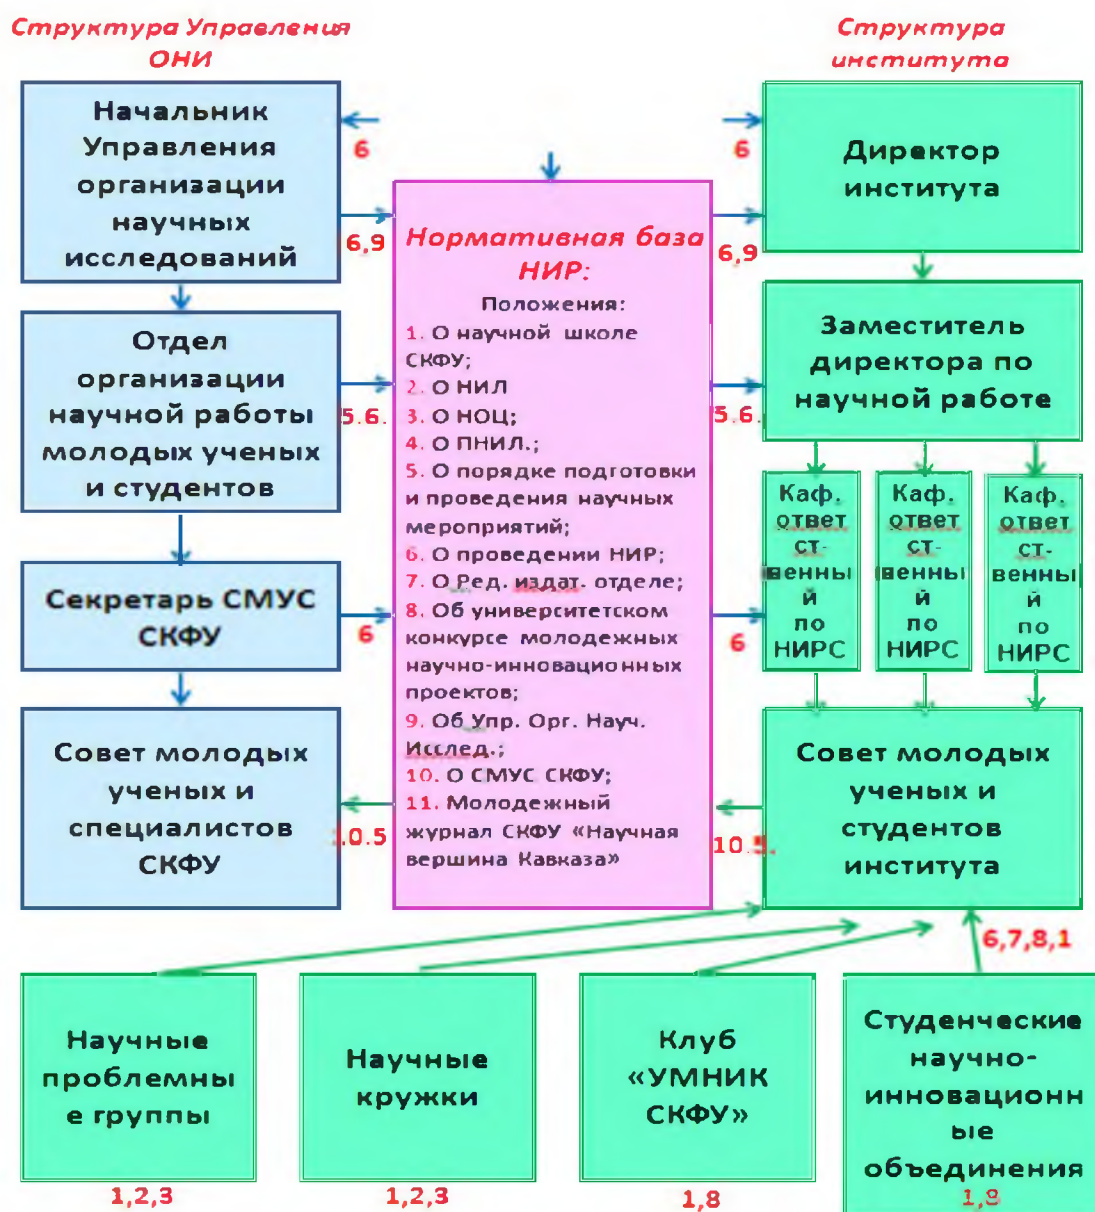 Структура Управления
ОНИ
Структура
института
Начальник
Управления
организации
научных
исследований
6
6
Директор
института
6,9
6,9
Нормативная база
НИР:
Положения:
1. О научной школе
СКФУ;
2. О НИЛ
3. О НОЦ;
4. О ПНИЛ.;
5. О порядке подготовки
и проведения научных
мероприятий;
6. О проведении НИР;
7. О Ред. издат. отделе;
8. Об университетском
конкурсе молодежных
научно-инновационных
проектов;
9. Об Упр. Орг. Науч.
Исслед.;
10. О СМУС СКФУ;
11. Молодежный
журнал СКФУ «Научная
вершина Кавказа»
Отдел
организации
научной работы
молодых ученых
и студентов
5.6.
5.6.
Заместитель
директора по
научной работе
Каф.
ответ
ст-
венны
й
по
НИРС
Каф.
ответ
ст-
венны
й
по
НИРС
Каф.
ответ
ст-
венны
й
по
НИРС
Секретарь СМУС
СКФУ
6
6
Совет молодых
ученых и
специалистов
СКФУ
10.5
10.5.
Совет молодых
ученых и
студентов
института
6,7,8,1
Научные
проблемны
е группы
1,2,3
Научные
кружки
1,2,3
Клуб
«УМНИК
СКФУ»
1,8
Студенческие
научно-
инновационн
ые
объединения
1,8